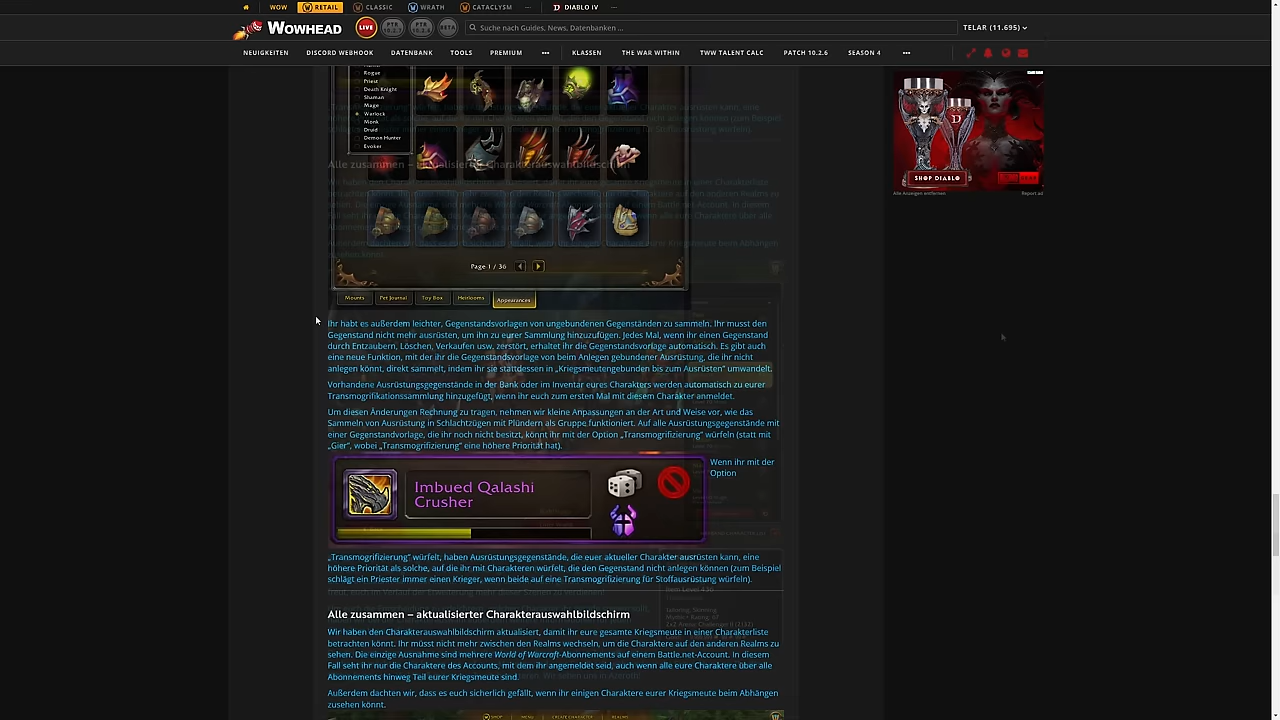 WOW
RETAIL
CLASSIC
WRATH
CATACLYSM
DIABLO IV
WOWHEAD
LIVE
PTR
PTR
BETA
Suche nach Guides, News, Datenbanken ...
TELAR (11.695)
NEUIGKEITEN
DISCORD WEBHOOK
DATENBANK
TOOLS
PREMIUM
KLASSEN
THE WAR WITHIN
TWW TALENT CALC
PATCH 10.2.6
SEASON 4
Rogue
Priest
Death Knight
Shaman
Mage
Warlock
Monk
Druid
Demon Hunter
Evoker
Page 1 / 36
Mounts
Pet Journal
Toy Box
Heirlooms
Appearances
SHOP DIABLO
Alle Anzeigen entfernen
Report ad
Ihr habt es außerdem leichter, Gegenstandsvorlagen von ungebundenen Gegenständen zu sammeln. Ihr musst den
Gegenstand nicht mehr ausrüsten, um ihn zu eurer Sammlung hinzuzufügen. Jedes Mal, wenn ihr einen Gegenstand
durch Entzaubern, Löschen, Verkaufen usw. zerstört, erhaltet ihr die Gegenstandsvorlage automatisch. Es gibt auch
eine neue Funktion, mit der ihr die Gegenstandsvorlage von beim Anlegen gebundener Ausrüstung, die ihr nicht
anlegen könnt, direkt sammelt, indem ihr sie stattdessen in „Kriegsmeutengebunden bis zum Ausrüsten“ umwandelt.
Vorhandene Ausrüstungsgegenstände in der Bank oder im Inventar eures Charakters werden automatisch zu eurer
Transmogrifikationssammlung hinzugefügt, wenn ihr euch zum ersten Mal mit diesem Charakter anmeldet.
Um diesen Änderungen Rechnung zu tragen, nehmen wir kleine Anpassungen an der Art und Weise vor, wie das
Sammeln von Ausrüstung in Schlachtzügen mit Plündern als Gruppe funktioniert. Auf alle Ausrüstungsgegenstände mit
einer Gegenstandvorlage, die ihr noch nicht besitzt, könnt ihr mit der Option „Transmogrifizierung“ würfeln (statt mit
„Gier“, wobei „Transmogrifizierung“ eine höhere Priorität hat).
Imbued Qalashi
Crusher
Wenn ihr mit der
Option
„Transmogrifizierung“ würfelt, haben Ausrüstungsgegenstände, die euer aktueller Charakter ausrüsten kann, eine
höhere Priorität als solche, auf die ihr mit Charakteren würfelt, die den Gegenstand nicht anlegen können (zum Beispiel
schlägt ein Priester immer einen Krieger, wenn beide auf eine Transmogrifizierung für Stoffausrüstung würfeln).
Alle zusammen – aktualisierter Charakterauswahlbildschirm
Wir haben den Charakterauswahlbildschirm aktualisiert, damit ihr eure gesamte Kriegsmeute in einer Charakterliste
betrachten könnt. Ihr müsst nicht mehr zwischen den Realms wechseln, um die Charaktere auf den anderen Realms zu
sehen. Die einzige Ausnahme sind mehrere World of Warcraft-Abonnements auf einem Battle.net-Account. In diesem
Fall seht ihr nur die Charaktere des Accounts, mit dem ihr angemeldet seid, auch wenn alle eure Charaktere über alle
Abonnements hinweg Teil eurer Kriegsmeute sind.
Außerdem dachten wir, dass es euch sicherlich gefällt, wenn ihr einigen Charaktere eurer Kriegsmeute beim Abhängen
zusehen könnt.
SHOP
MENU
CREATE CHARACTER
REALMS